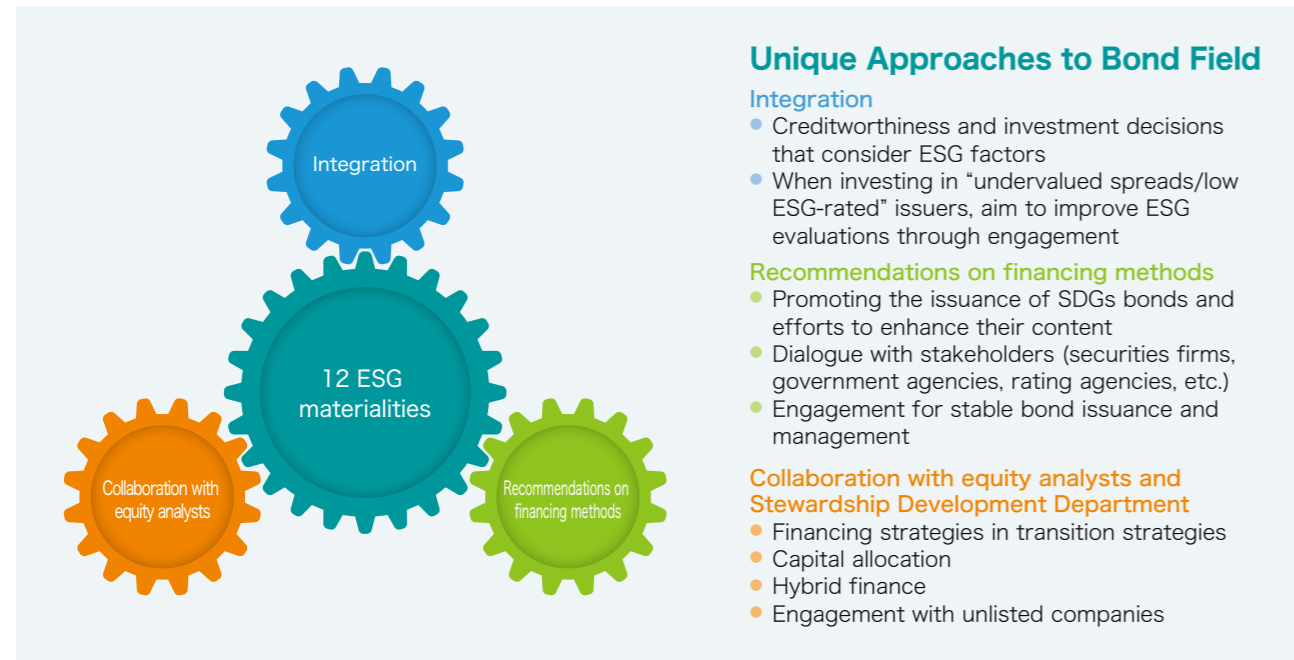 Integration
12 ESG
materialities
Collaboration with
equity analysts
Recommendations on
financing methods
Unique Approaches to Bond Field
Integration
● Creditworthiness and investment decisions
that consider ESG factors
● When investing in “undervalued spreads/low
ESG-rated” issuers, aim to improve ESG
evaluations through engagement
Recommendations on financing methods
● Promoting the issuance of SDGs bonds and
efforts to enhance their content
● Dialogue with stakeholders (securities firms,
government agencies, rating agencies, etc.)
● Engagement for stable bond issuance and
management
Collaboration with equity analysts and
Stewardship Development Department
● Financing strategies in transition strategies
● Capital allocation
● Hybrid finance
● Engagement with unlisted companies